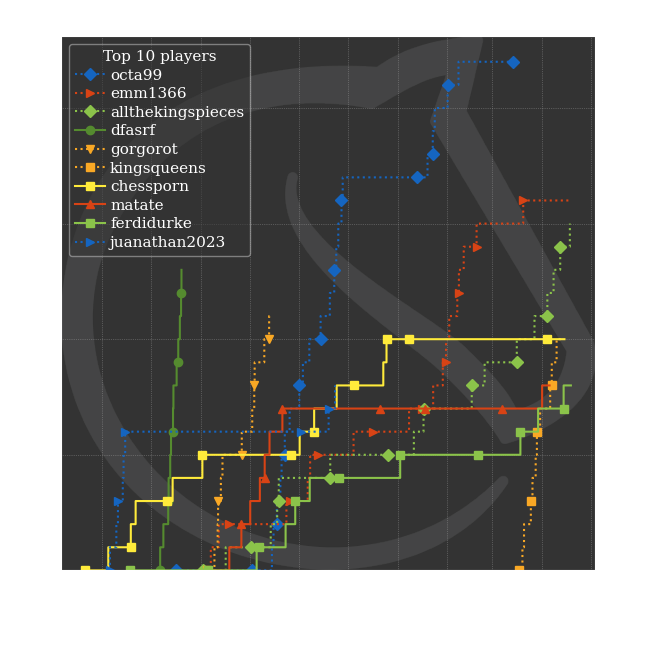 Top 10 players
octa99
emm1366
allthekingspieces
dfasrf
gorgorot
kingsqueens
chessporn
matate
ferdidurke
juanathan2023